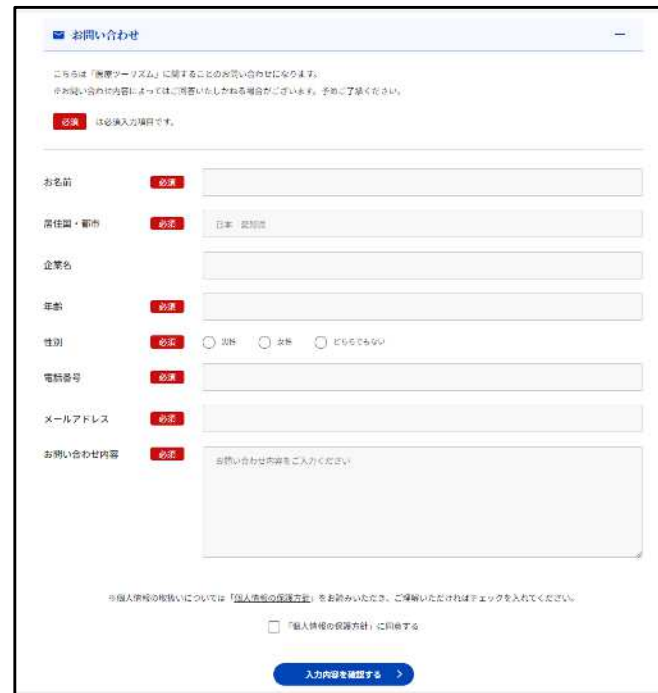 お問い合わせ
こちらは「医療ツーリズム」に関することのお問い合わせになります。
※お問い合わせ内容によってはご回答いたしかねる場合がございます。予めご了承ください。
必須 は必須入力項目です。
お名前 必須
居住国・都市 必須 日本 愛知県
企業名
年齢 必須
性別 必須 男性 女性 どちらでもない
電話番号 必須
メールアドレス 必須
お問い合わせ内容 必須 お問い合わせ内容をご入力ください
※個人情報の取扱いについては「個人情報の保護方針」をお読みいただき、ご理解いただければチェックを入れてください。
「個人情報の保護方針」に同意する
入力内容を確認する